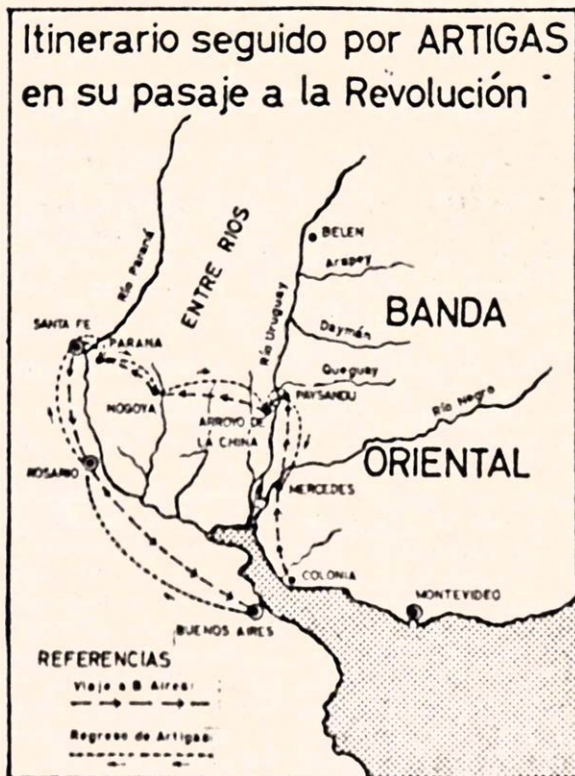 Itinerario seguido por ARTIGAS
en su pasaje a la Revolución
Río Paraná
ENTRE RIOS
BELEN
Arapey
BANDA
SANTA FE
PARANA
Río Uruguay
Daymán
Queguay
PAYSANDU
Río Negro
NOGOYA
ARROYO DE
LA CHINA
ORIENTAL
ROSARIO
MERCEDES
COLONIA
MONTEVIDEO
BUENOS AIRES
REFERENCIAS
Viaje a B Aires:
Regreso de Artigas: